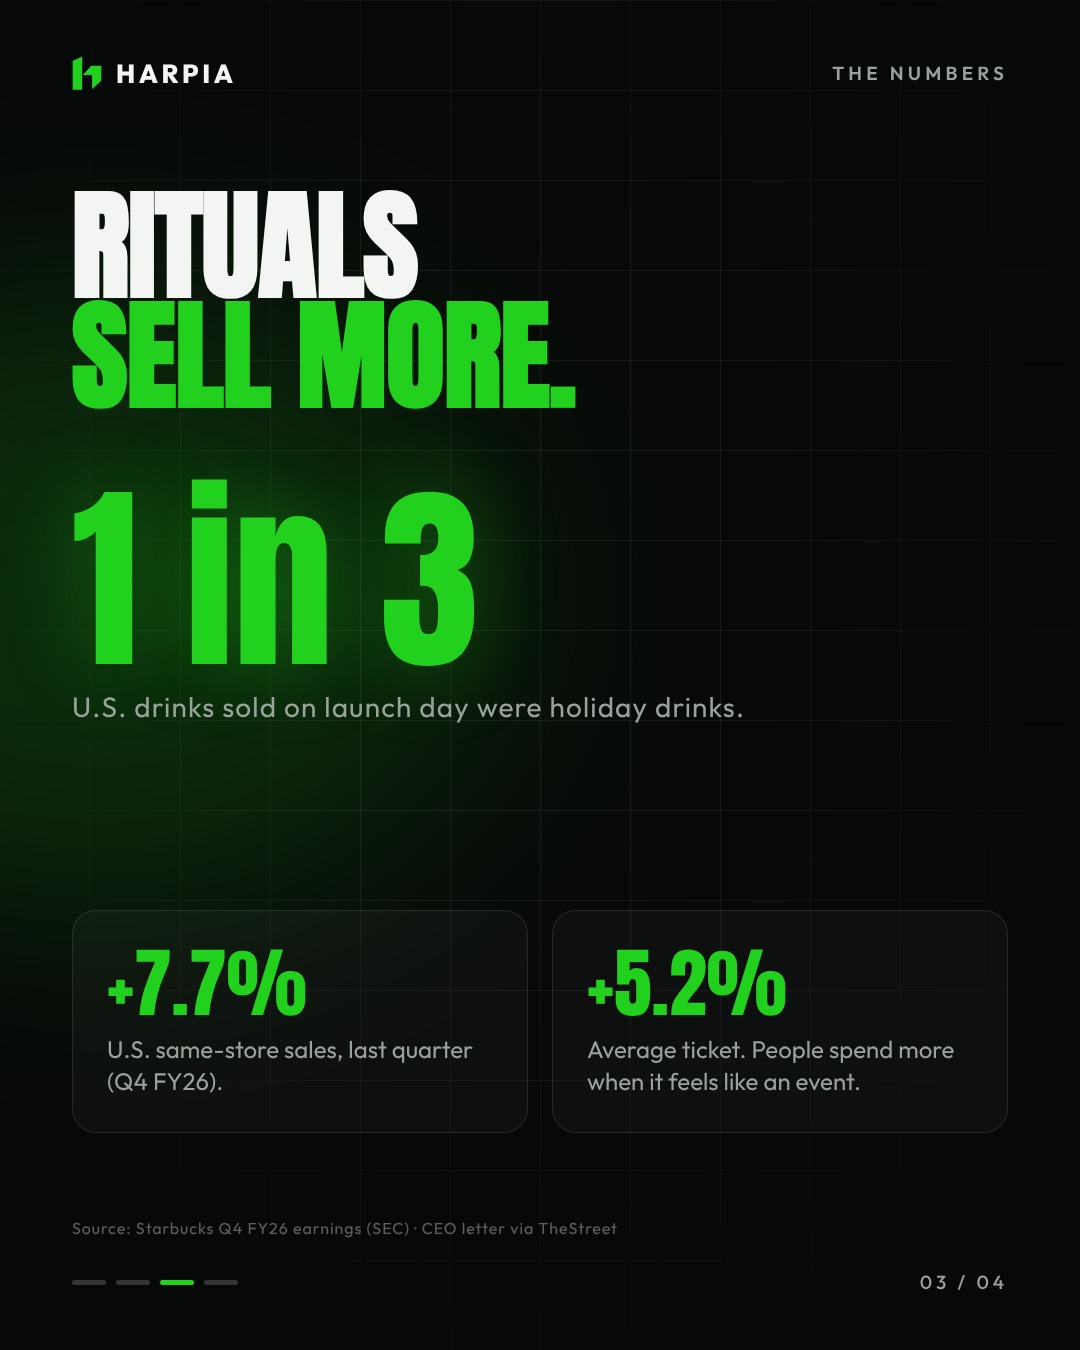 HARPIA
THE NUMBERS
RITUALS
SELL MORE.
1 in 3
U.S. drinks sold on launch day were holiday drinks.
+7.7%
U.S. same-store sales, last quarter
(Q4 FY26).
+5.2%
Average ticket. People spend more
when it feels like an event.
Source: Starbucks Q4 FY26 earnings (SEC) · CEO letter via TheStreet
03 / 04